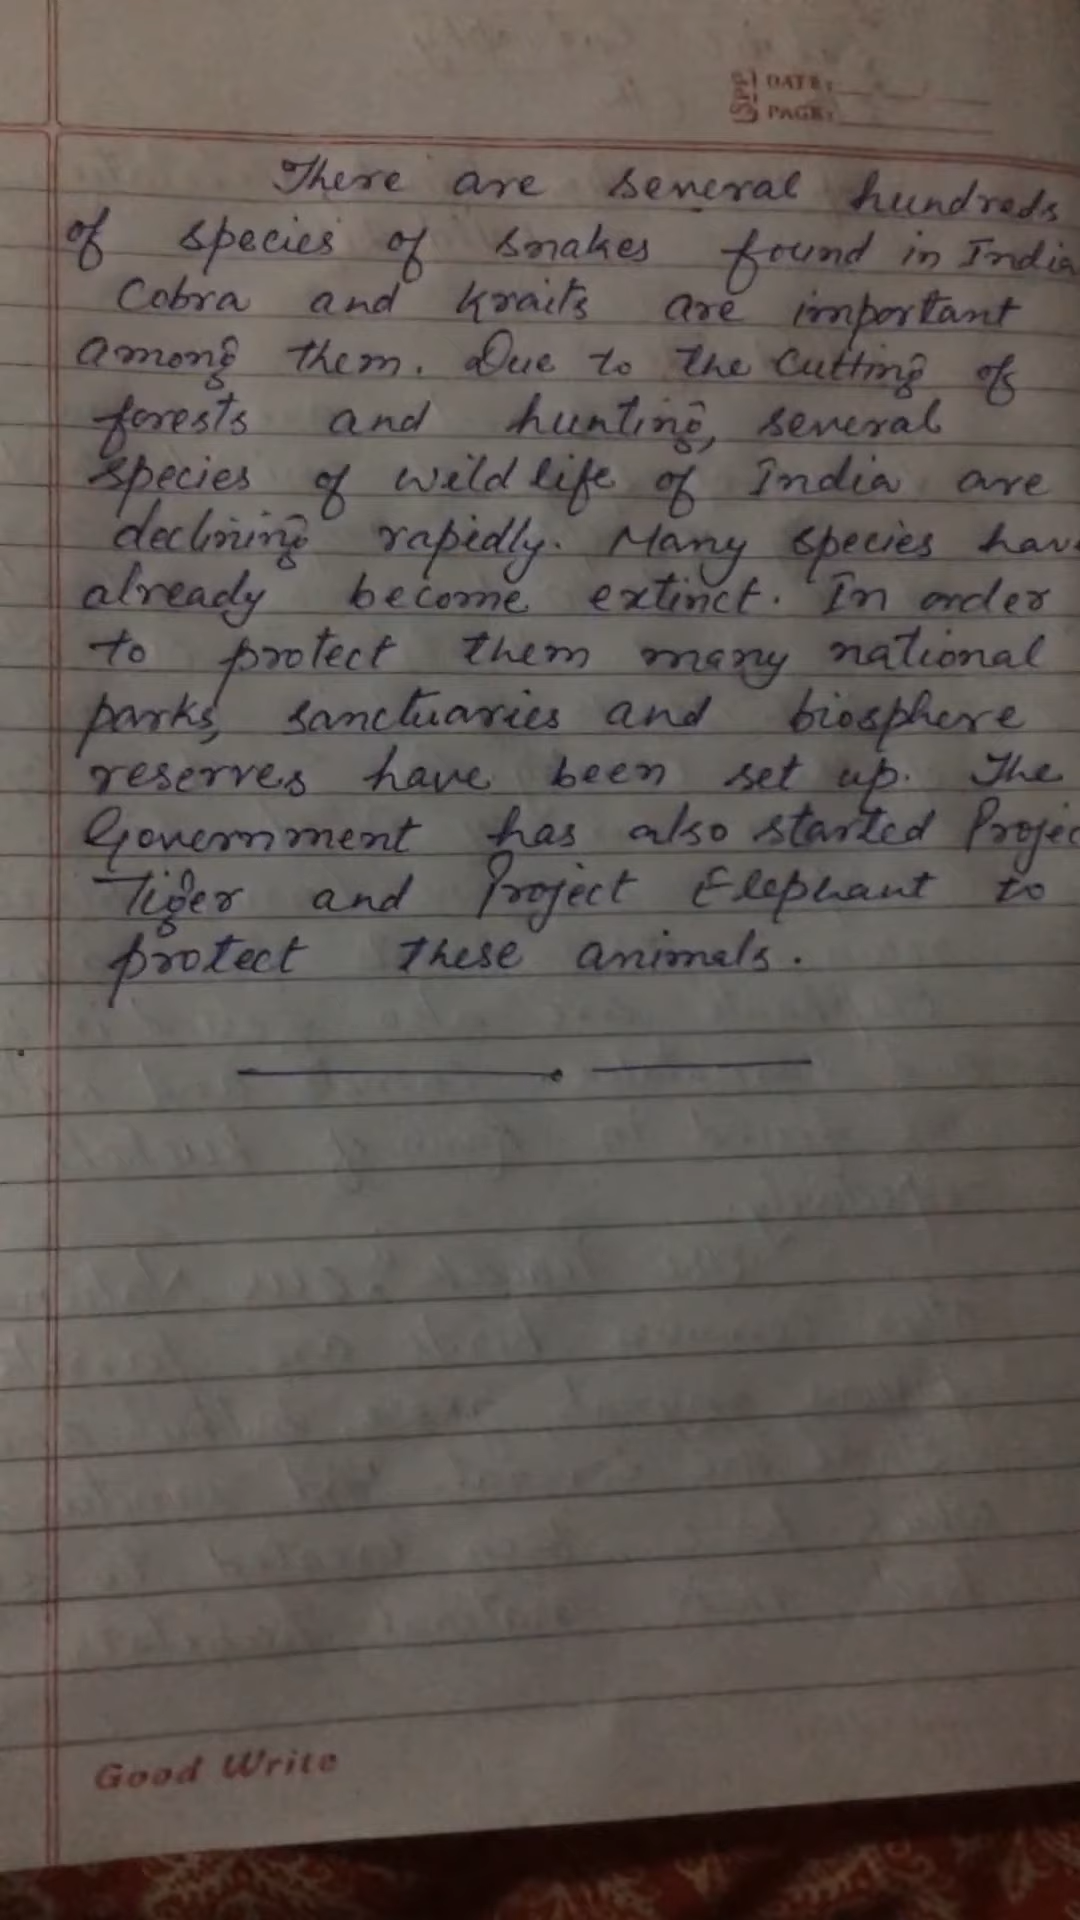 DATE:
PAGE:
There are several hundreds
of species of snakes found in India
Cobra and Kraits are important
among them. Due to the Cutting of
forests and hunting, several
species of wild life of India are
declining rapidly. Many species hav
already become extinct. In order
to protect them many national
parks, sanctuaries and biosphere
reserves have been set up. The
Government has also started Projec
Tiger and Project Elephant to
protect these animals.
Good Write